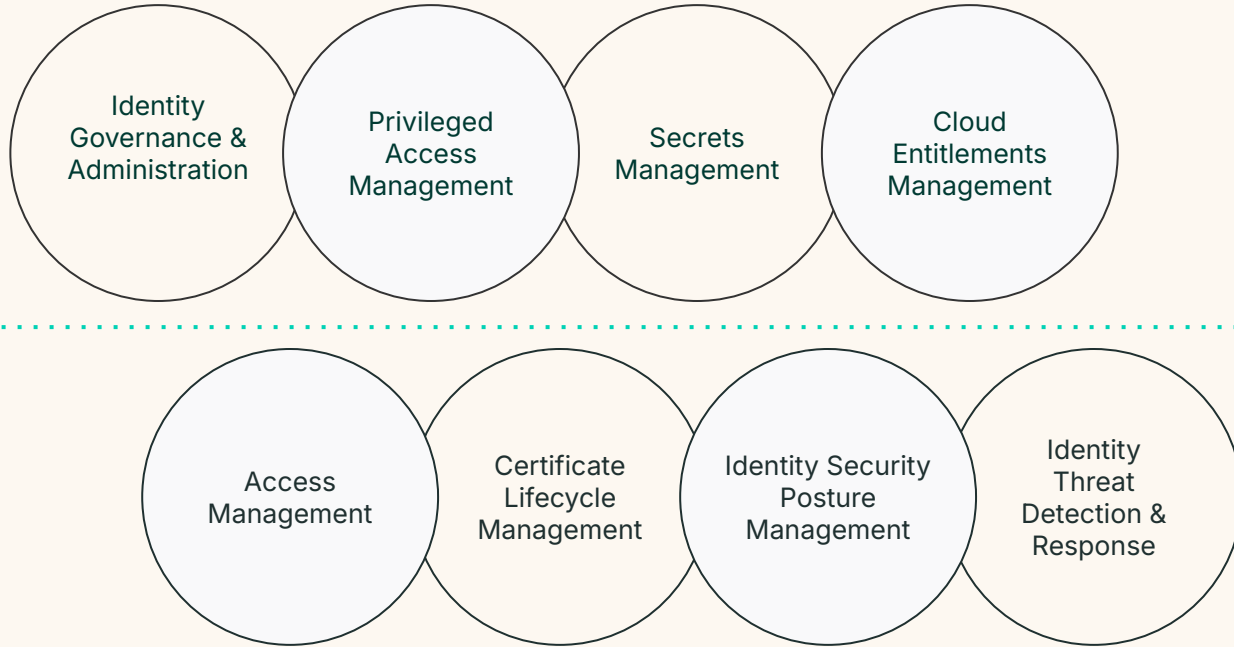 Identity
Governance &
Administration
Privileged
Access
Management
Secrets
Management
Cloud
Entitlements
Management
Access
Management
Certificate
Lifecycle
Management
Identity Security
Posture
Management
Identity
Threat
Detection &
Response